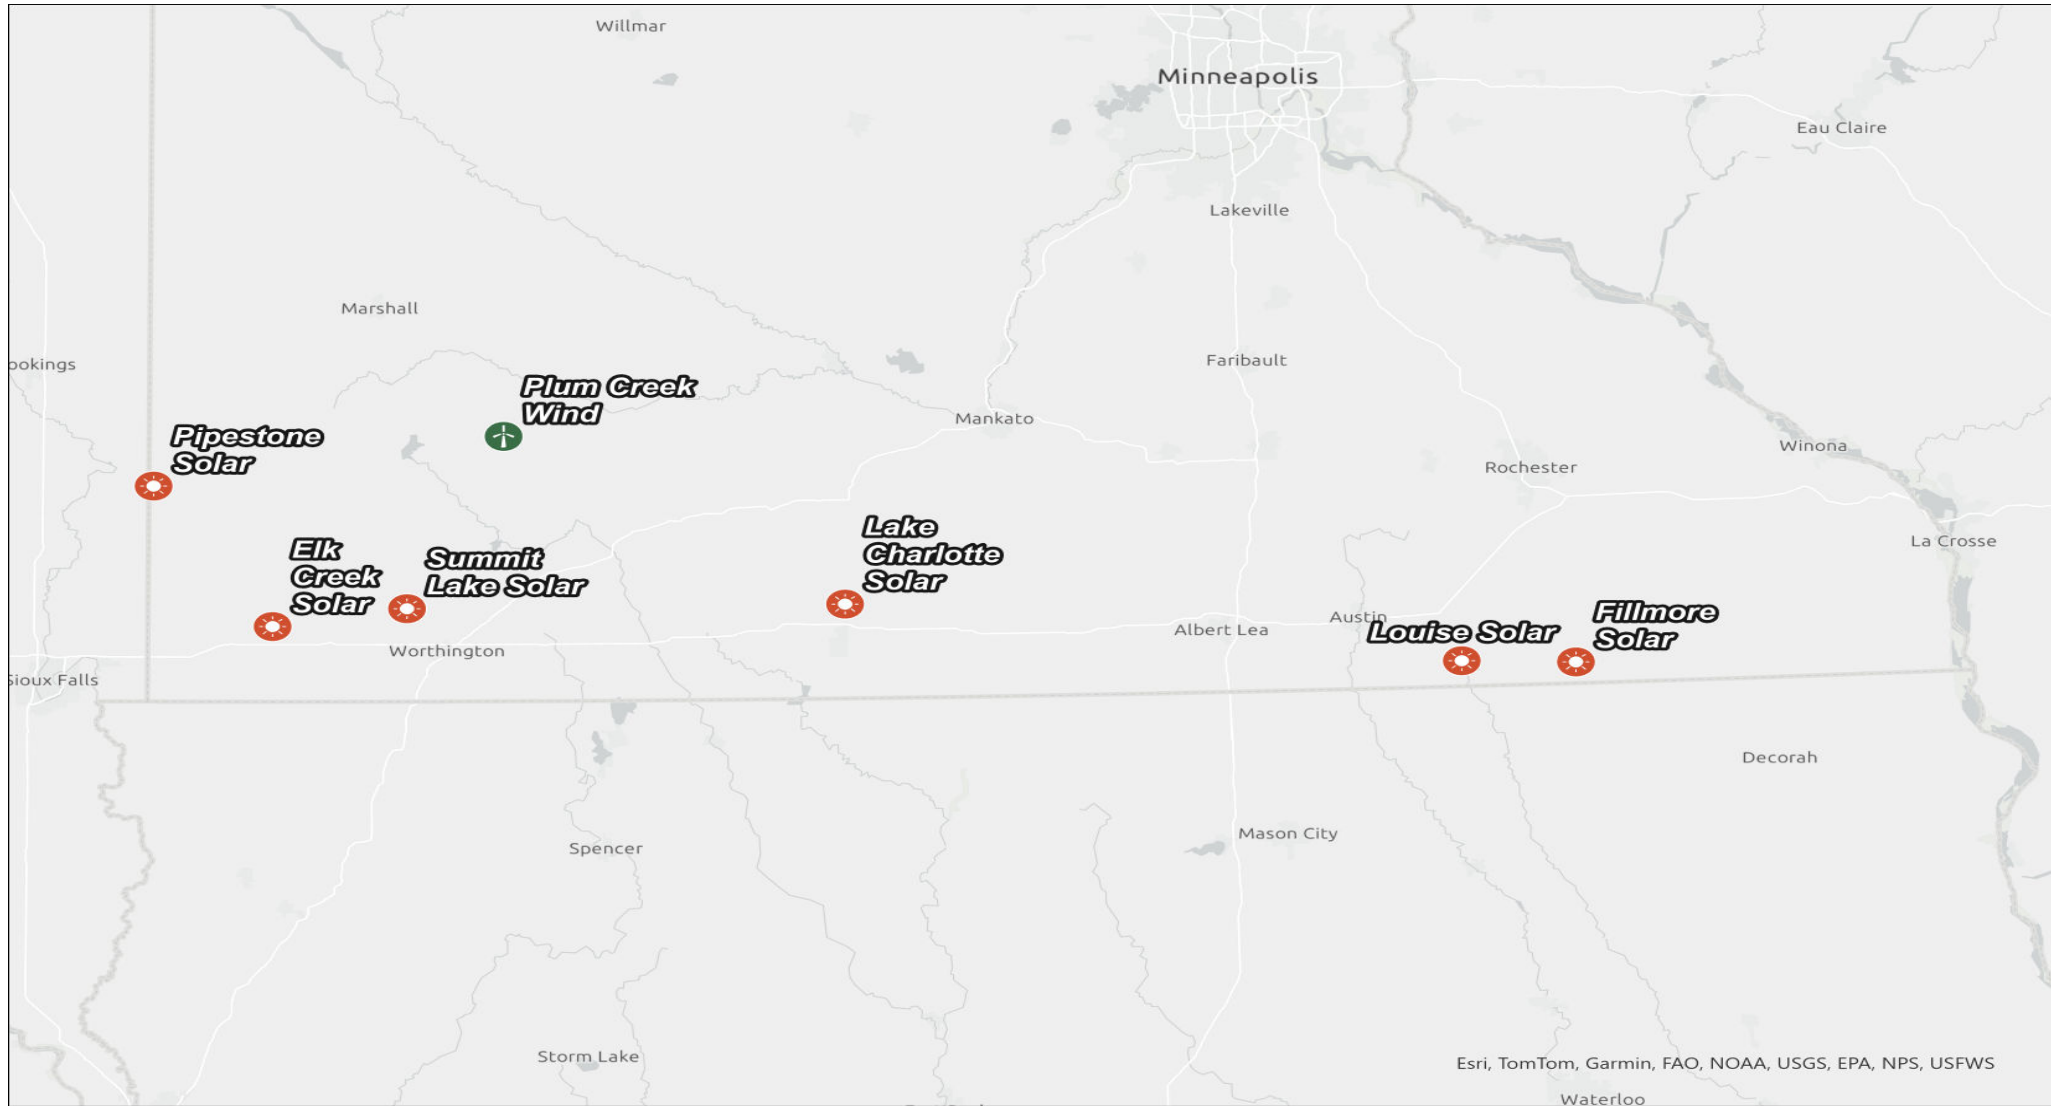 Willmar
Minneapolis
Eau Claire
Lakeville
Marshall
Faribault
ookings
Plum Creek
Wind
Mankato
Pipestone
Solar
Winona
Rochester
Lake
Charlotte
Solar
La Crosse
Elk
Creek
Solar
Summit
Lake Solar
Fillmore
Solar
Austin
Albert Lea
Louise Solar
Worthington
Sioux Falls
Decorah
Mason City
Spencer
Storm Lake
Esri, TomTom, Garmin, FAO, NOAA, USGS, EPA, NPS, USFWS
Waterloo